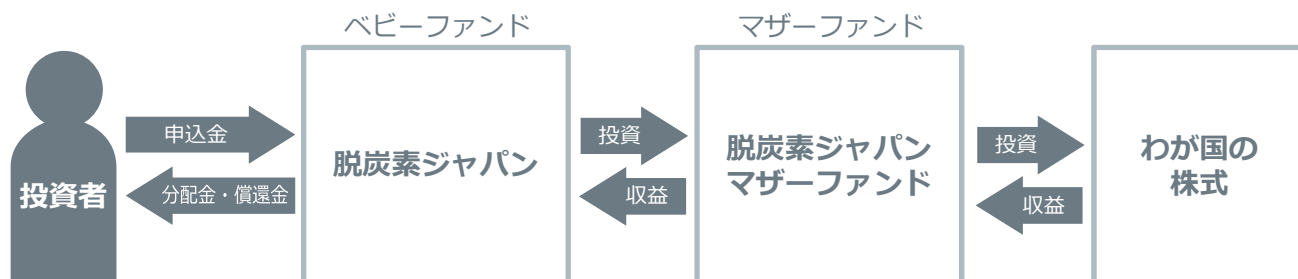 ベビーファンド
マザーファンド
投資者
申込金
分配金・償還金
脱炭素ジャパン
投資
収益
脱炭素ジャパン
マザーファンド
投資
収益
わが国の
株式